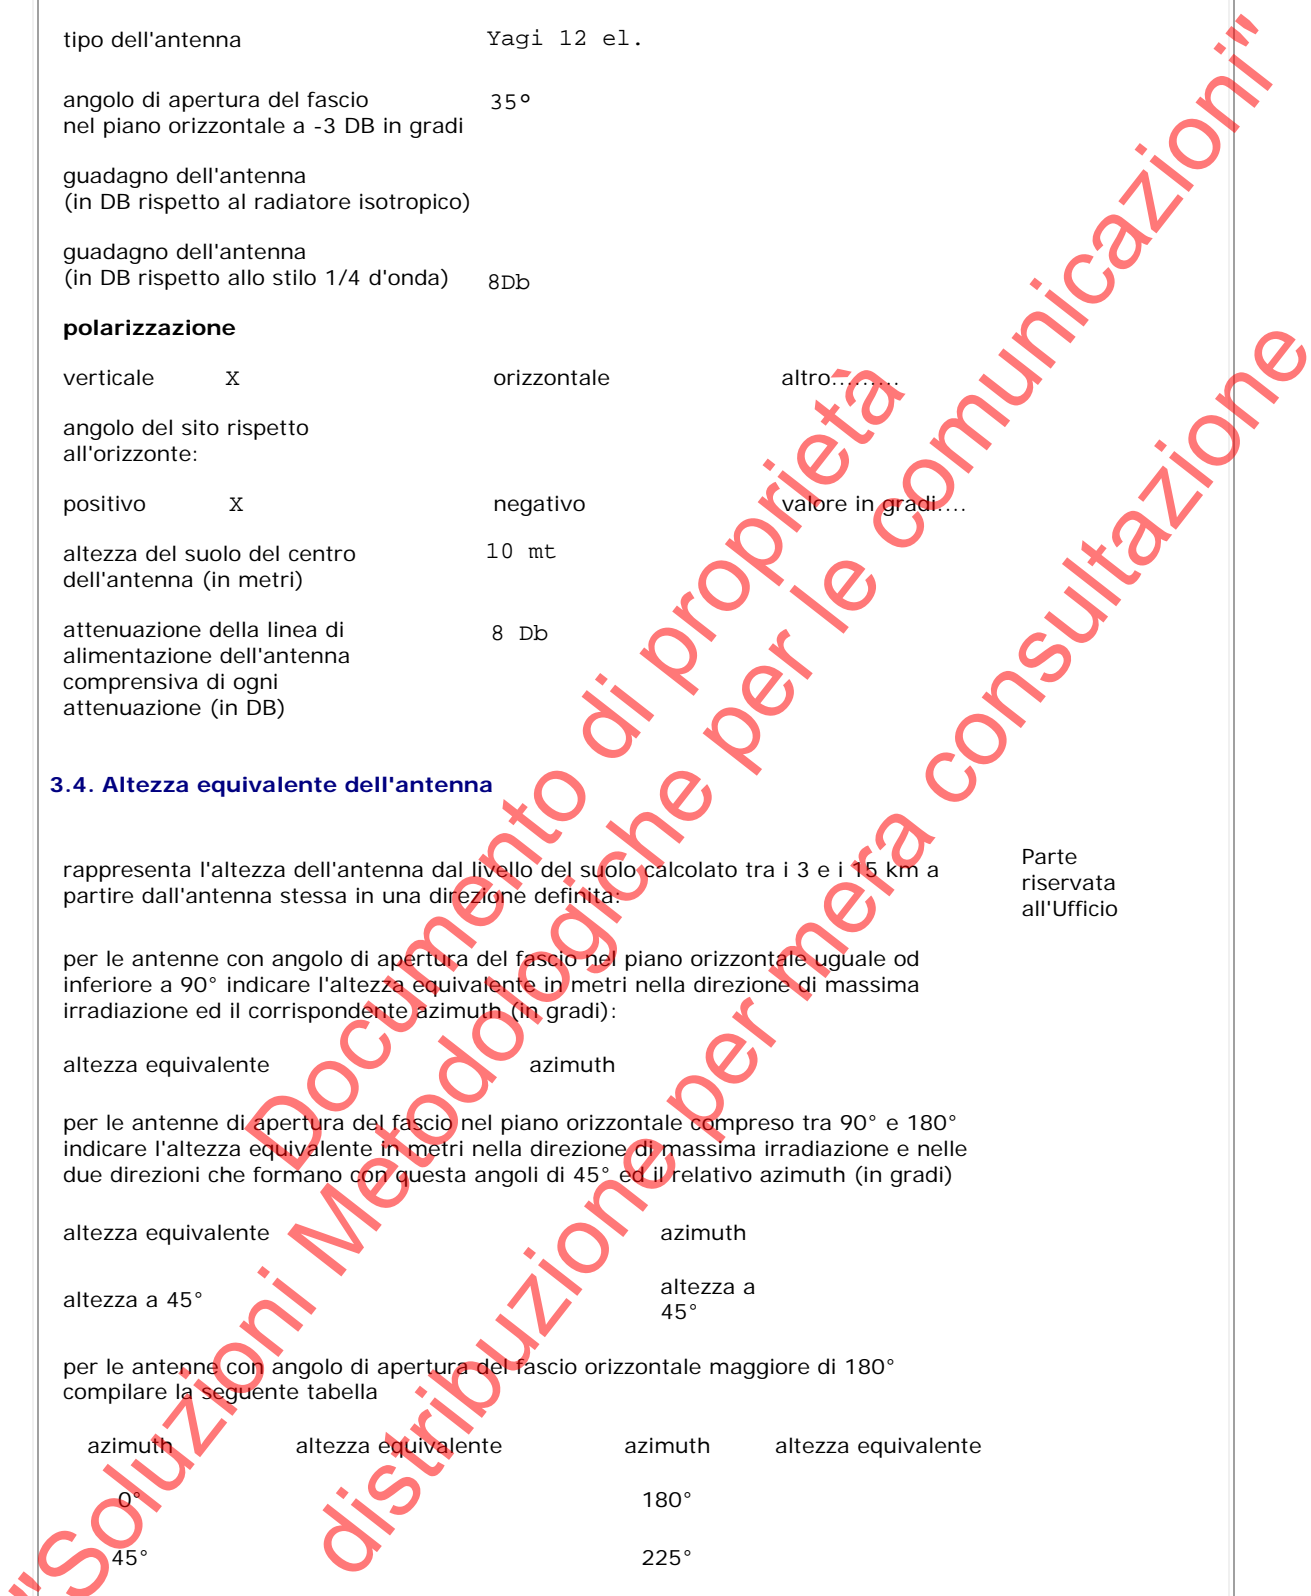 tipo dell'antenna Yagi 12 el.
angolo di apertura del fascio 35°
nel piano orizzontale a -3 DB in gradi
guadagno dell'antenna
(in DB rispetto al radiatore isotropico)
guadagno dell'antenna
(in DB rispetto allo stilo 1/4 d'onda) 8Db
polarizzazione
verticale X orizzontale altro.........
angolo del sito rispetto
all'orizzonte:
positivo X negativo valore in gradi....
altezza del suolo del centro 10 mt
dell'antenna (in metri)
attenuazione della linea di 8 Db
alimentazione dell'antenna
comprensiva di ogni
attenuazione (in DB)
3.4. Altezza equivalente dell'antenna
rappresenta l'altezza dell'antenna dal livello del suolo calcolato tra i 3 e i 15 km a
partire dall'antenna stessa in una direzione definita:
Parte
riservata
all'Ufficio
per le antenne con angolo di apertura del fascio nel piano orizzontale uguale od
inferiore a 90° indicare l'altezza equivalente in metri nella direzione di massima
irradiazione ed il corrispondente azimuth (in gradi):
altezza equivalente azimuth
per le antenne di apertura del fascio nel piano orizzontale compreso tra 90° e 180°
indicare l'altezza equivalente in metri nella direzione di massima irradiazione e nelle
due direzioni che formano con questa angoli di 45° ed il relativo azimuth (in gradi)
altezza equivalente azimuth
altezza a 45° altezza a
45°
per le antenne con angolo di apertura del fascio orizzontale maggiore di 180°
compilare la seguente tabella
azimuth altezza equivalente azimuth altezza equivalente
0° 180°
45° 225°
Documento di proprietà
"Soluzioni Metodologiche per le comunicazioni"
distribuzione per mera consultazione